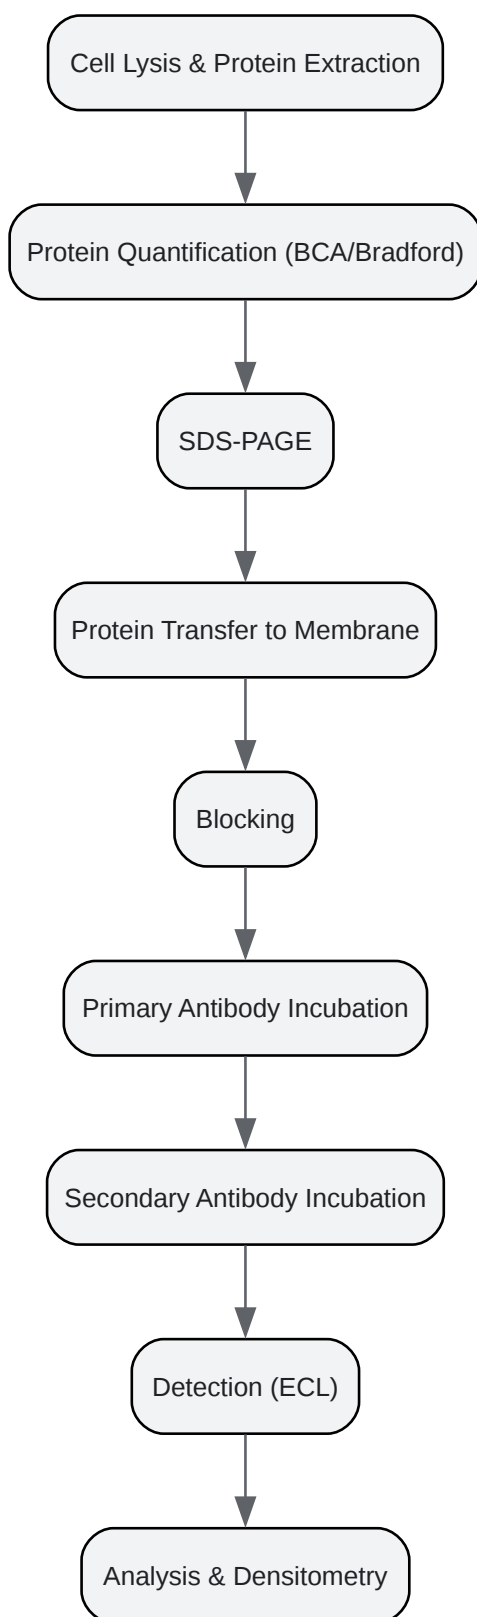 Cell Lysis & Protein Extraction
Protein Quantification (BCA/Bradford)
SDS-PAGE
Protein Transfer to Membrane
Blocking
Primary Antibody Incubation
Secondary Antibody Incubation
Detection (ECL)
Analysis & Densitometry